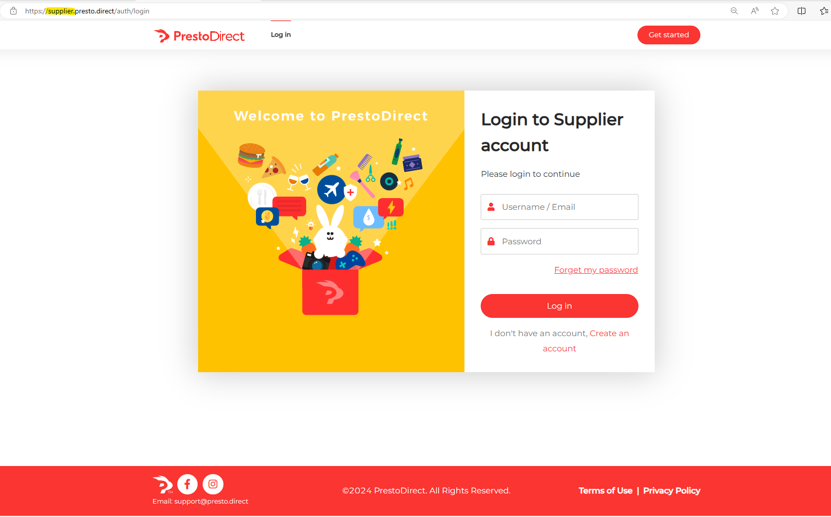 https://supplier.presto.direct/auth/login
PrestoDirect
Log in
Get started
Welcome to PrestoDirect
Login to Supplier
account
Please login to continue
Username / Email
Password
Forget my password
Log in
I don't have an account, Create an
account
Email: support@presto.direct
©2024 PrestoDirect. All Rights Reserved.
Terms of Use | Privacy Policy